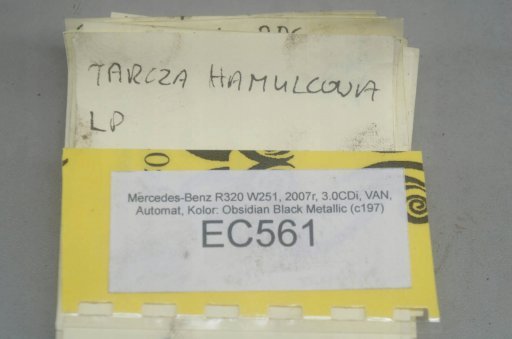 TARCZA HAMULCOWA
LP
Mercedes-Benz R320 W251, 2007r, 3.0CDi, VAN,
Automat, Kolor: Obsidian Black Metallic (c197)
EC561